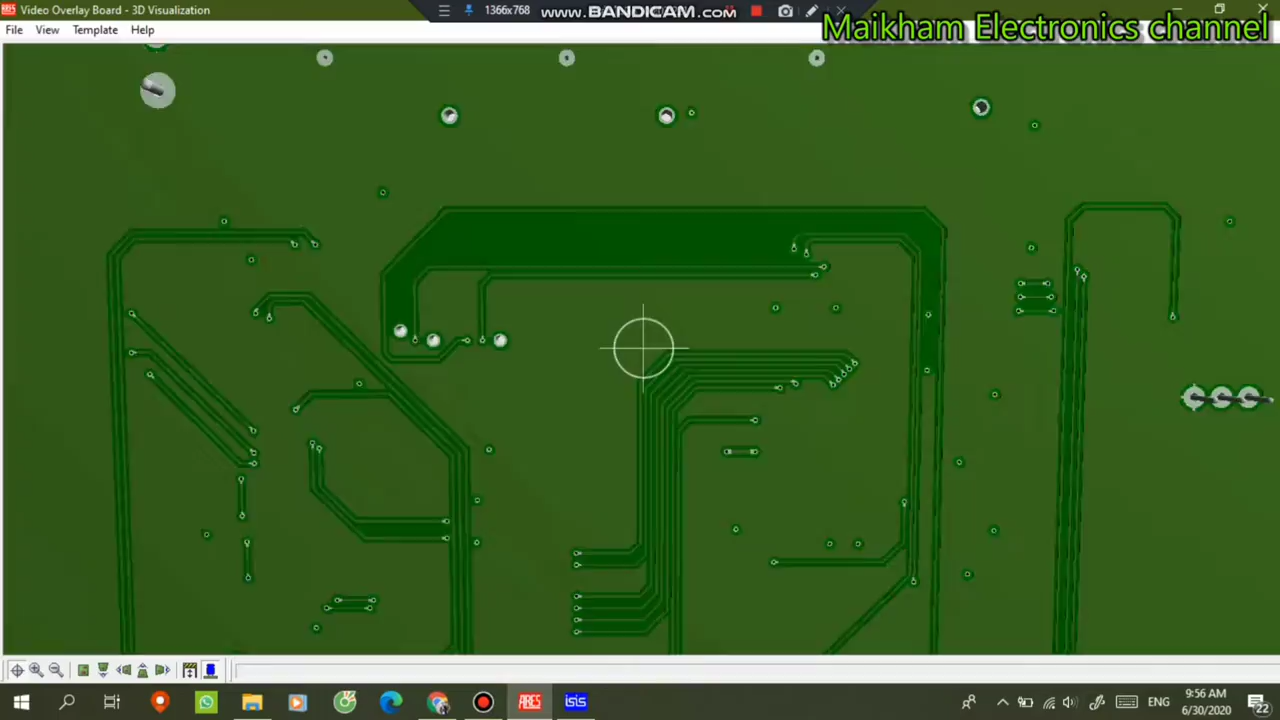 Video Overlay Board - 3D Visualization
1366x768
www.BANDICAM.com
File View Template Help
Maikham Electronics channel
ARES
isis
ENG
9:56 AM
6/30/2020
22